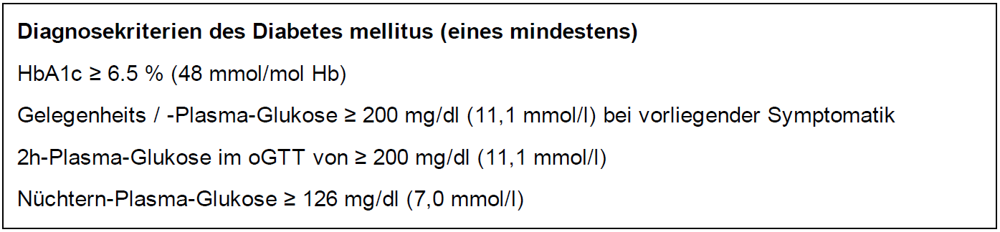 Diagnosekriterien des Diabetes mellitus (eines mindestens)
HbA1c ≥ 6.5 % (48 mmol/mol Hb)
Gelegenheits / -Plasma-Glukose ≥ 200 mg/dl (11,1 mmol/l) bei vorliegender Symptomatik
2h-Plasma-Glukose im oGTT von ≥ 200 mg/dl (11,1 mmol/l)
Nüchtern-Plasma-Glukose ≥ 126 mg/dl (7,0 mmol/l)